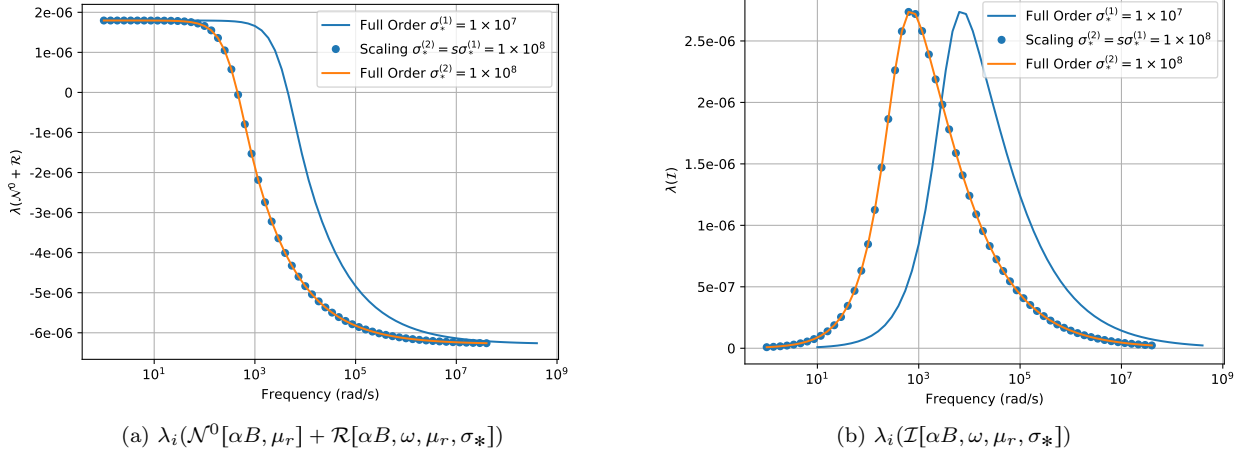 2e-06
1e-06
0
-1e-06
-2e-06
-3e-06
-4e-06
-5e-06
-6e-06
λ(𝒩⁰ + ℛ)
Full Order σ∗⁽¹⁾ = 1 × 10⁷
Scaling σ∗⁽²⁾ = sσ∗⁽¹⁾ = 1 × 10⁸
Full Order σ∗⁽²⁾ = 1 × 10⁸
10¹ 10³ 10⁵ 10⁷ 10⁹
Frequency (rad/s)
(a) λᵢ(𝒩⁰[αB, μᵣ] + ℛ[αB, ω, μᵣ, σ∗])
2.5e-06
2e-06
1.5e-06
1e-06
5e-07
0
λ(ℐ)
Full Order σ∗⁽¹⁾ = 1 × 10⁷
Scaling σ∗⁽²⁾ = sσ∗⁽¹⁾ = 1 × 10⁸
Full Order σ∗⁽²⁾ = 1 × 10⁸
10¹ 10³ 10⁵ 10⁷ 10⁹
Frequency (rad/s)
(b) λᵢ(ℐ[αB, ω, μᵣ, σ∗])